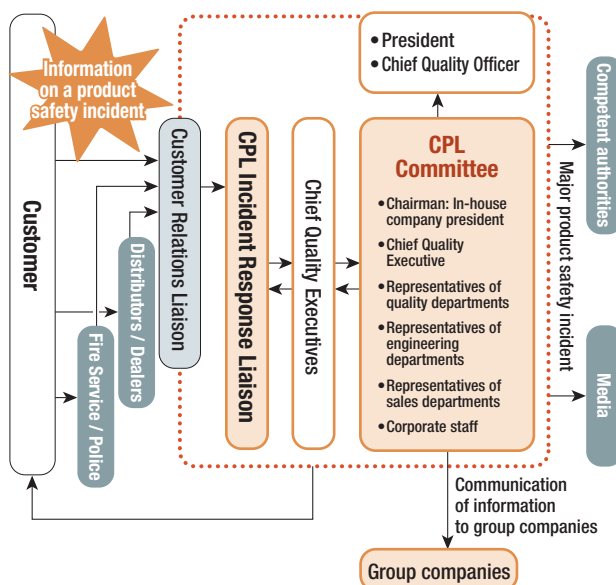 Information
on a product
safety incident
Customer
Fire Service / Police
Distributors / Dealers
Customer Relations Liaison
CPL Incident Response Liaison
Chief Quality Executives
• President
• Chief Quality Officer
CPL
Committee
• Chairman: In-house
company president
• Chief Quality
Executive
• Representatives of
quality departments
• Representatives of
engineering
departments
• Representatives of
sales departments
• Corporate staff
Major product safety
incident
Competent authorities
Media
Communication
of information
to group companies
Group companies